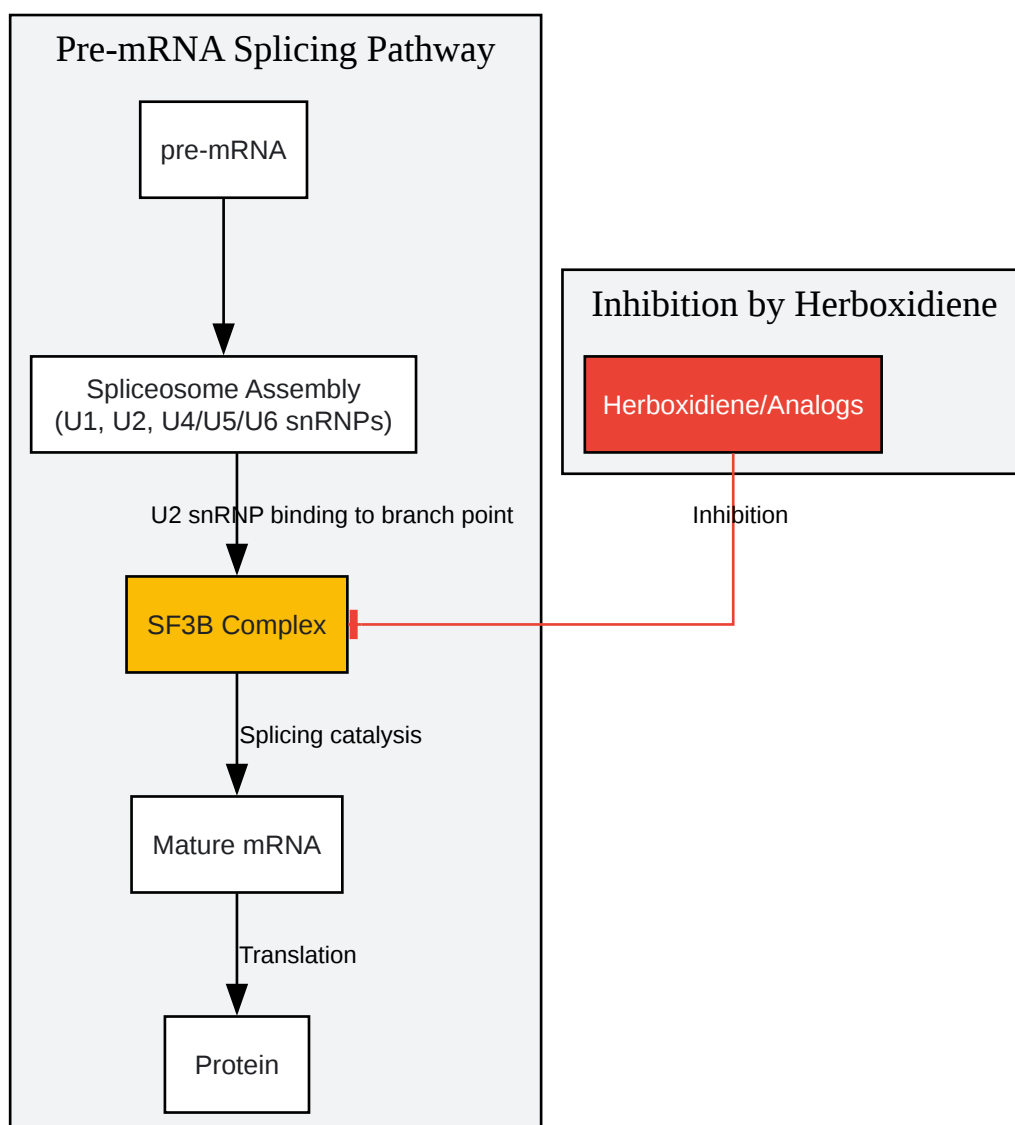 Pre-mRNA Splicing Pathway
pre-mRNA
Inhibition by Herboxidiene
Spliceosome Assembly
(U1, U2, U4/U5/U6 snRNPs)
Herboxidiene/Analogs
U2 snRNP binding to branch point
Inhibition
SF3B Complex
Splicing catalysis
Mature mRNA
Translation
Protein